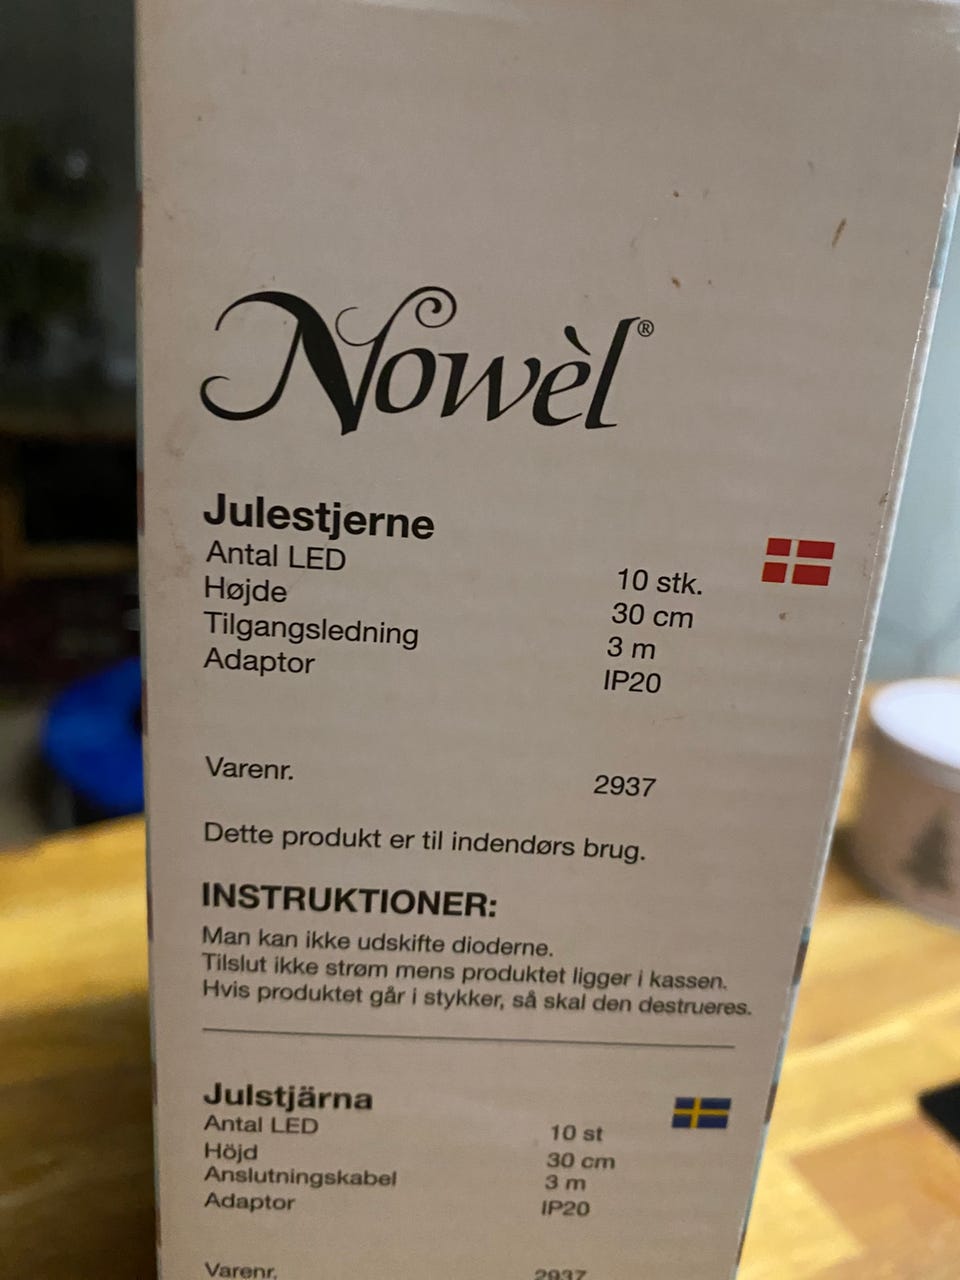 Nowèl®
Julestjerne
Antal LED 10 stk.
Højde 30 cm
Tilgangsledning 3 m
Adaptor IP20
Varenr. 2937
Dette produkt er til indendørs brug.
INSTRUKTIONER:
Man kan ikke udskifte dioderne.
Tilslut ikke strøm mens produktet ligger i kassen.
Hvis produktet går i stykker, så skal den destrueres.
Julstjärna
Antal LED 10 st
Höjd 30 cm
Anslutningskabel 3 m
Adaptor IP20
Varenr. 2937